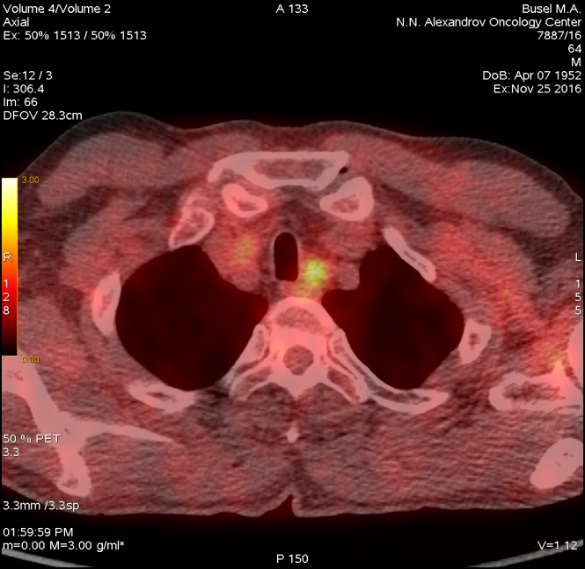 Volume 4/Volume 2
Axial
Ex: 50% 1513 / 50% 1513
Se:12 / 3
I: 306.4
Im: 66
DFOV 28.3cm
A 133
Busel M.A.
N.N. Alexandrov Oncology Center
7887/16
64
M
DoB: Apr 07 1952
Ex:Nov 25 2016
3.00
R
1
2
8
0.00
L
1
5
5
50.% PET
3.3
3.3mm /3.3sp
01:59:59 PM
m=0.00 M=3.00 g/ml*
P 150
V=1.12